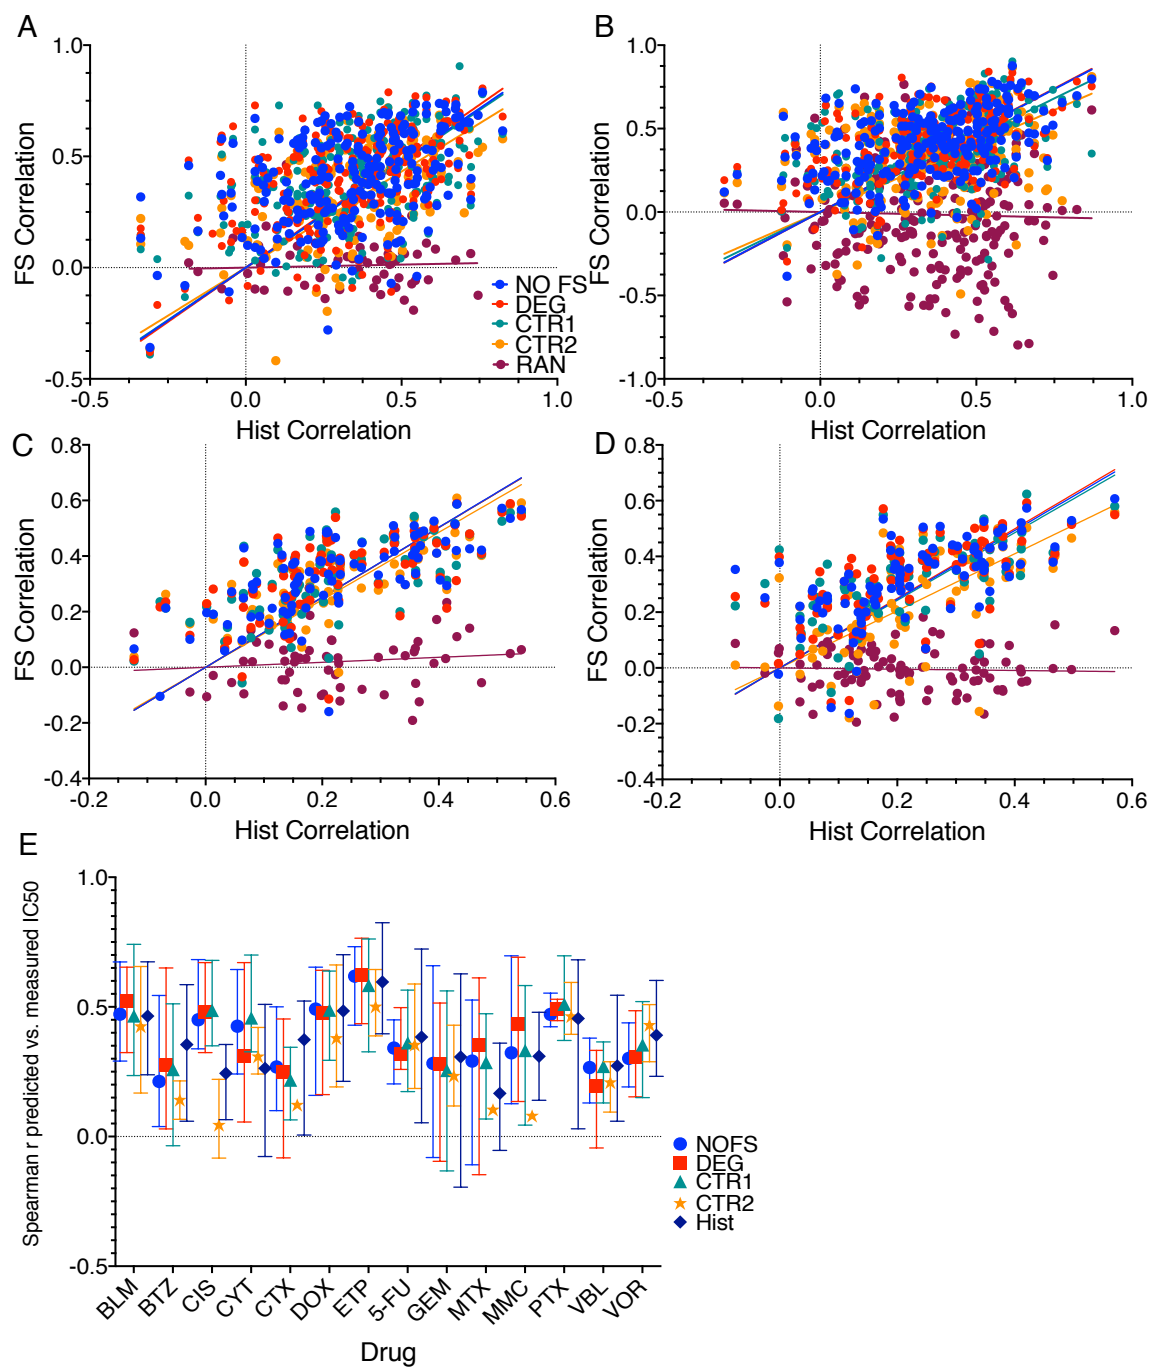 A
1.0
0.5
0.0
-0.5
FS Correlation
-0.5
0.0
0.5
1.0
Hist Correlation
NO FS
DEG
CTR1
CTR2
RAN
B
1.0
0.5
0.0
-0.5
-1.0
FS Correlation
-0.5
0.0
0.5
1.0
Hist Correlation
C
0.8
0.6
0.4
0.2
0.0
-0.2
-0.4
FS Correlation
-0.2
0.0
0.2
0.4
0.6
Hist Correlation
D
0.8
0.6
0.4
0.2
0.0
-0.2
-0.4
FS Correlation
-0.2
0.0
0.2
0.4
0.6
Hist Correlation
E
1.0
0.5
0.0
-0.5
Spearman r predicted vs. measured IC50
BLM
BTZ
CIS
CYT
CTX
DOX
ETP
5-FU
GEM
MTX
MMC
PTX
VBL
VOR
Drug
NOFS
DEG
CTR1
CTR2
Hist